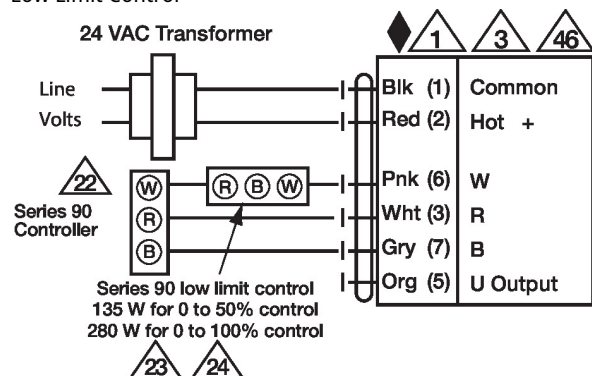 Low Limit Control
24 VAC Transformer
1 3 46
Line
Volts
Blk (1) Common
Red (2) Hot +
22
Series 90
Controller
W
R
B
R B W
Pnk (6) W
Wht (3) R
Gry (7) B
Org (5) U Output
Series 90 low limit control
135 W for 0 to 50% control
280 W for 0 to 100% control
23 24